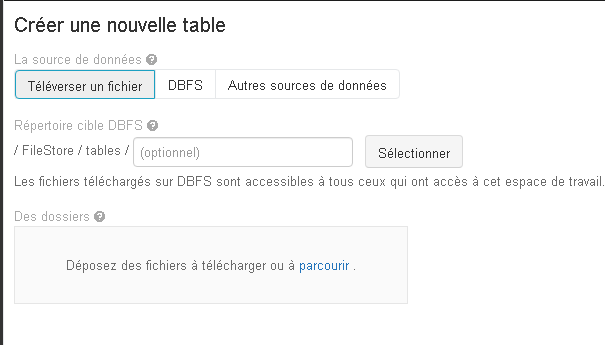 Créer une nouvelle table
La source de données ?
Téléverser un fichier DBFS Autres sources de données
Répertoire cible DBFS ?
/ FileStore / tables / (optionnel) Sélectionner
Les fichiers téléchargés sur DBFS sont accessibles à tous ceux qui ont accès à cet espace de travail.
Des dossiers ?
Déposez des fichiers à télécharger ou à parcourir .